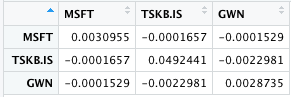 MSFT TSKB.IS GWN
MSFT 0.0030955 -0.0001657 -0.0001529
TSKB.IS -0.0001657 0.0492441 -0.0022981
GWN -0.0001529 -0.0022981 0.0028735